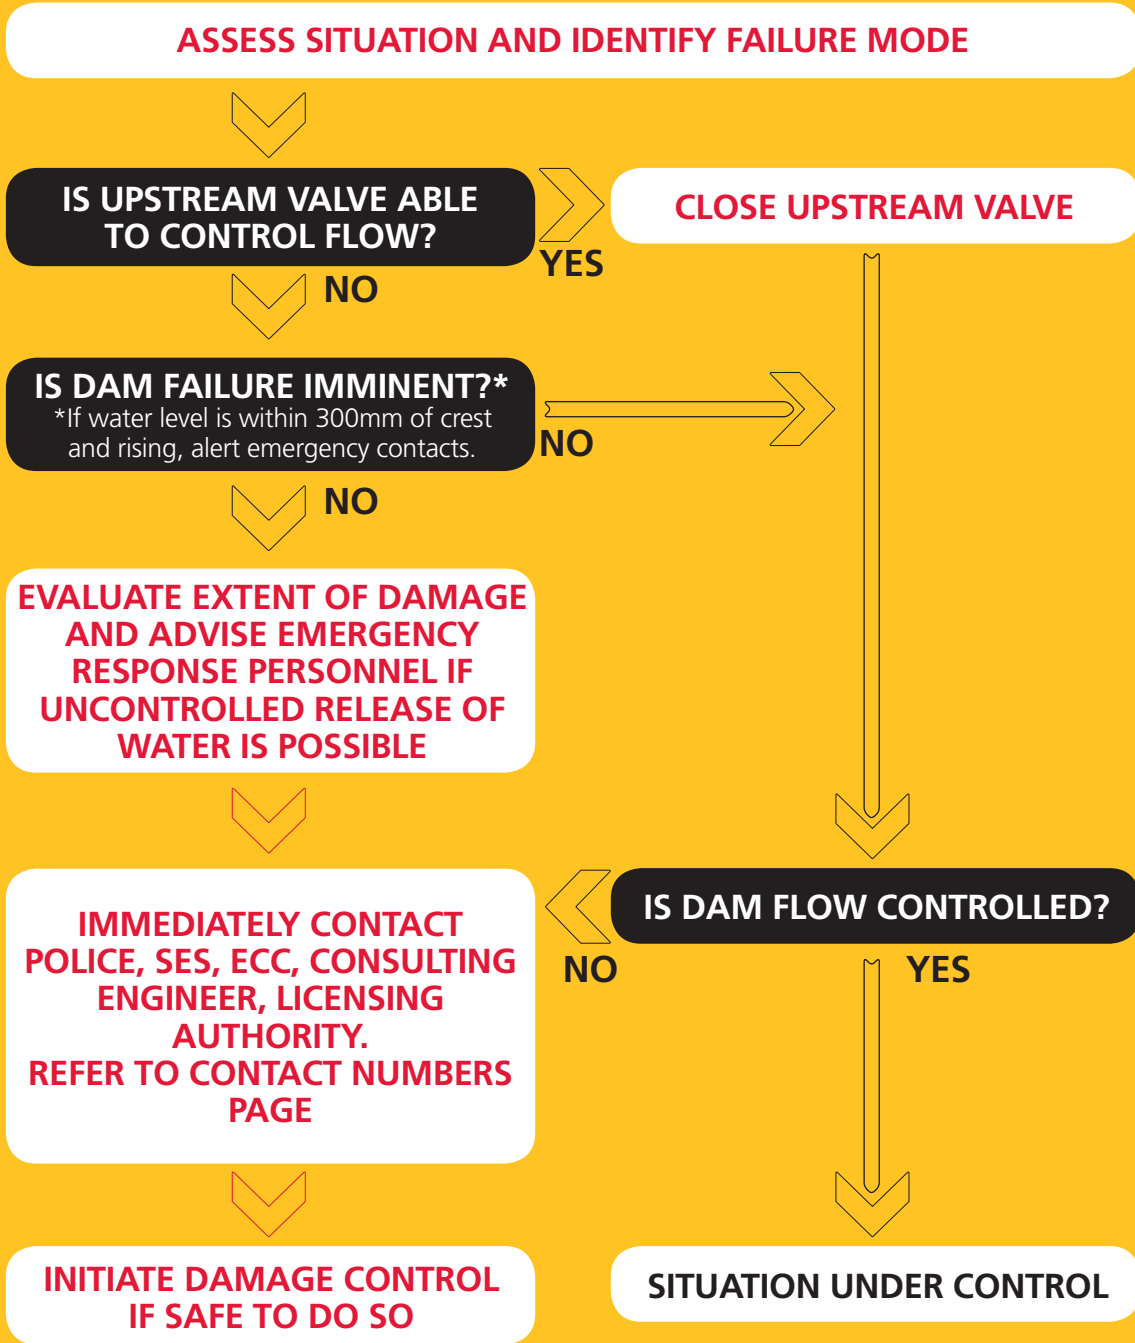 ASSESS SITUATION AND IDENTIFY FAILURE MODE
IS UPSTREAM VALVE ABLE
TO CONTROL FLOW?
YES
CLOSE UPSTREAM VALVE
NO
IS DAM FAILURE IMMINENT?*
*If water level is within 300mm of crest
and rising, alert emergency contacts.
NO
NO
EVALUATE EXTENT OF DAMAGE
AND ADVISE EMERGENCY
RESPONSE PERSONNEL IF
UNCONTROLLED RELEASE OF
WATER IS POSSIBLE
IS DAM FLOW CONTROLLED?
NO
YES
IMMEDIATELY CONTACT
POLICE, SES, ECC, CONSULTING
ENGINEER, LICENSING
AUTHORITY.
REFER TO CONTACT NUMBERS
PAGE
INITIATE DAMAGE CONTROL
IF SAFE TO DO SO
SITUATION UNDER CONTROL